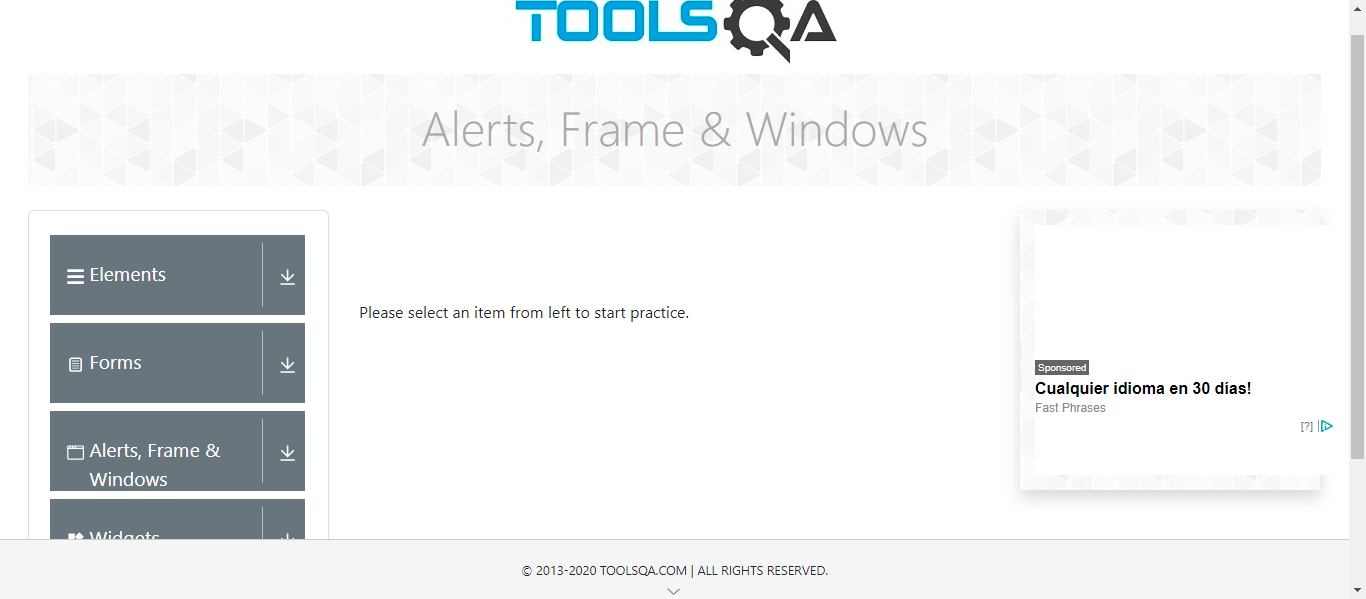 TOOLSQA
Alerts, Frame & Windows
Elements
Forms
Alerts, Frame &
Windows
Widgets
Please select an item from left to start practice.
Sponsored
Cualquier idioma en 30 días!
Fast Phrases
[?]
© 2013-2020 TOOLSQA.COM | ALL RIGHTS RESERVED.